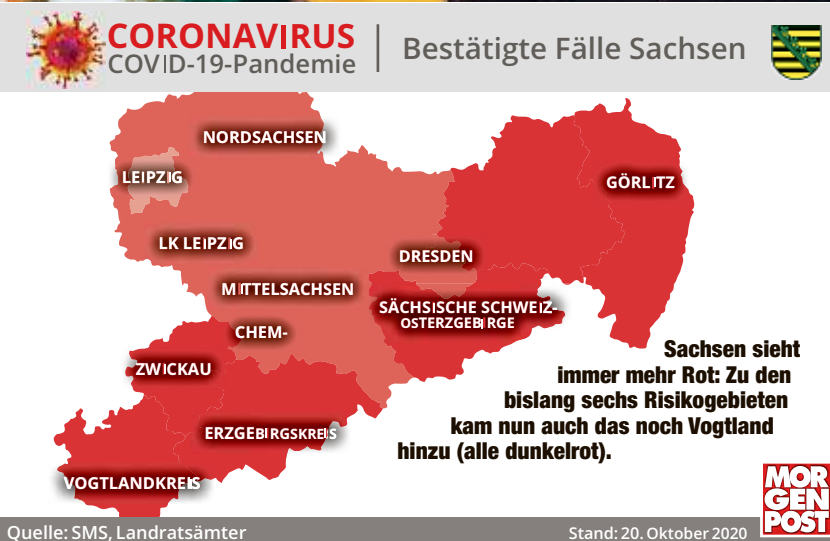 CORONAVIRUS
COVID-19-Pandemie
Bestätigte Fälle Sachsen
NORDSACHSEN
LEIPZIG
GÖRLITZ
LK LEIPZIG
DRESDEN
MITTELSACHSEN
SÄCHSISCHE SCHWEIZ-
OSTERZGEBIRGE
CHEM-
ZWICKAU
ERZGEBIRGSKREIS
VOGTLANDKREIS
Sachsen sieht
immer mehr Rot: Zu den
bislang sechs Risikogebieten
kam nun auch das noch Vogtland
hinzu (alle dunkelrot).
MOR
GEN
POST
Quelle: SMS, Landratsämter
Stand: 20. Oktober 2020